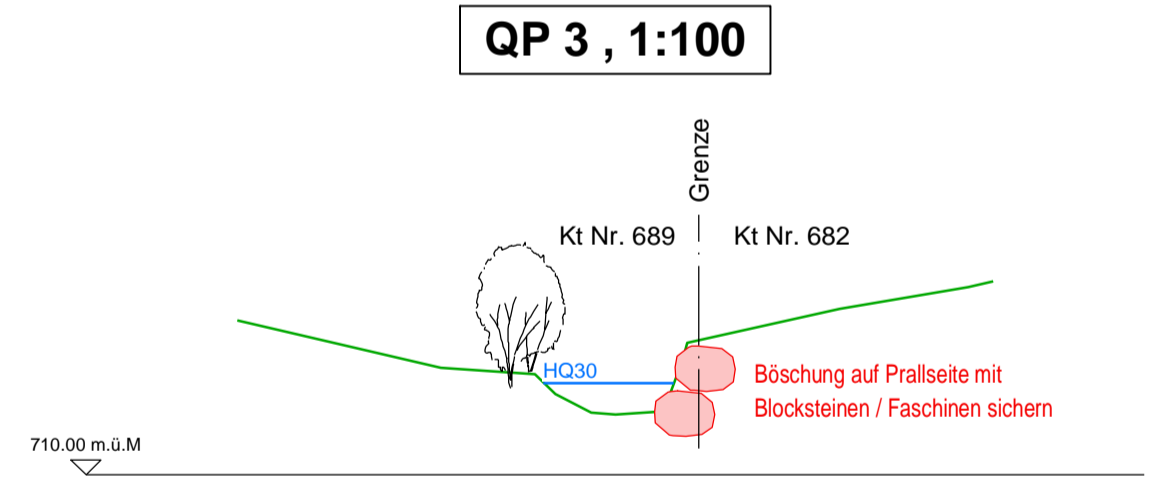 QP 3 , 1:100
Grenze
Kt Nr. 689
Kt Nr. 682
HQ30
Böschung auf Prallseite mit
Blocksteinen / Faschinen sichern
710.00 m.ü.M